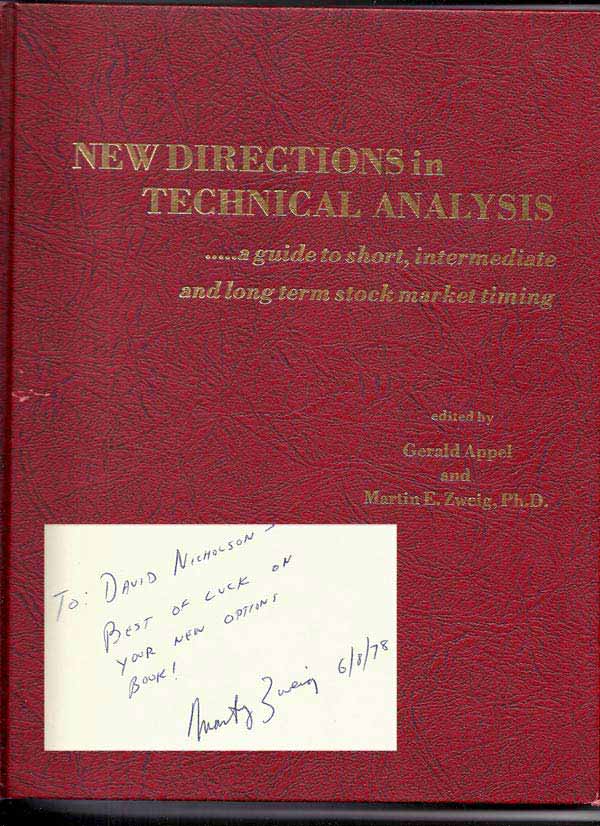 NEW DIRECTIONS in
TECHNICAL ANALYSIS
.....a guide to short, intermediate
and long term stock market timing
edited by
Gerald Appel
and
Martin E. Zweig, Ph.D.
To: DAVID NICHOLSON –
BEST OF LUCK ON
YOUR NEW OPTIONS
BOOK!
Marty Zweig 6/8/78